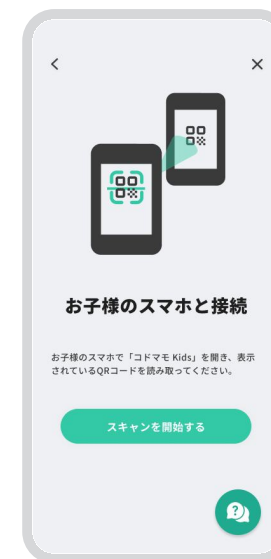 お子様のスマホと接続
お子様のスマホで「コドマモ Kids」を開き、表示
されているQRコードを読み取ってください。
スキャンを開始する